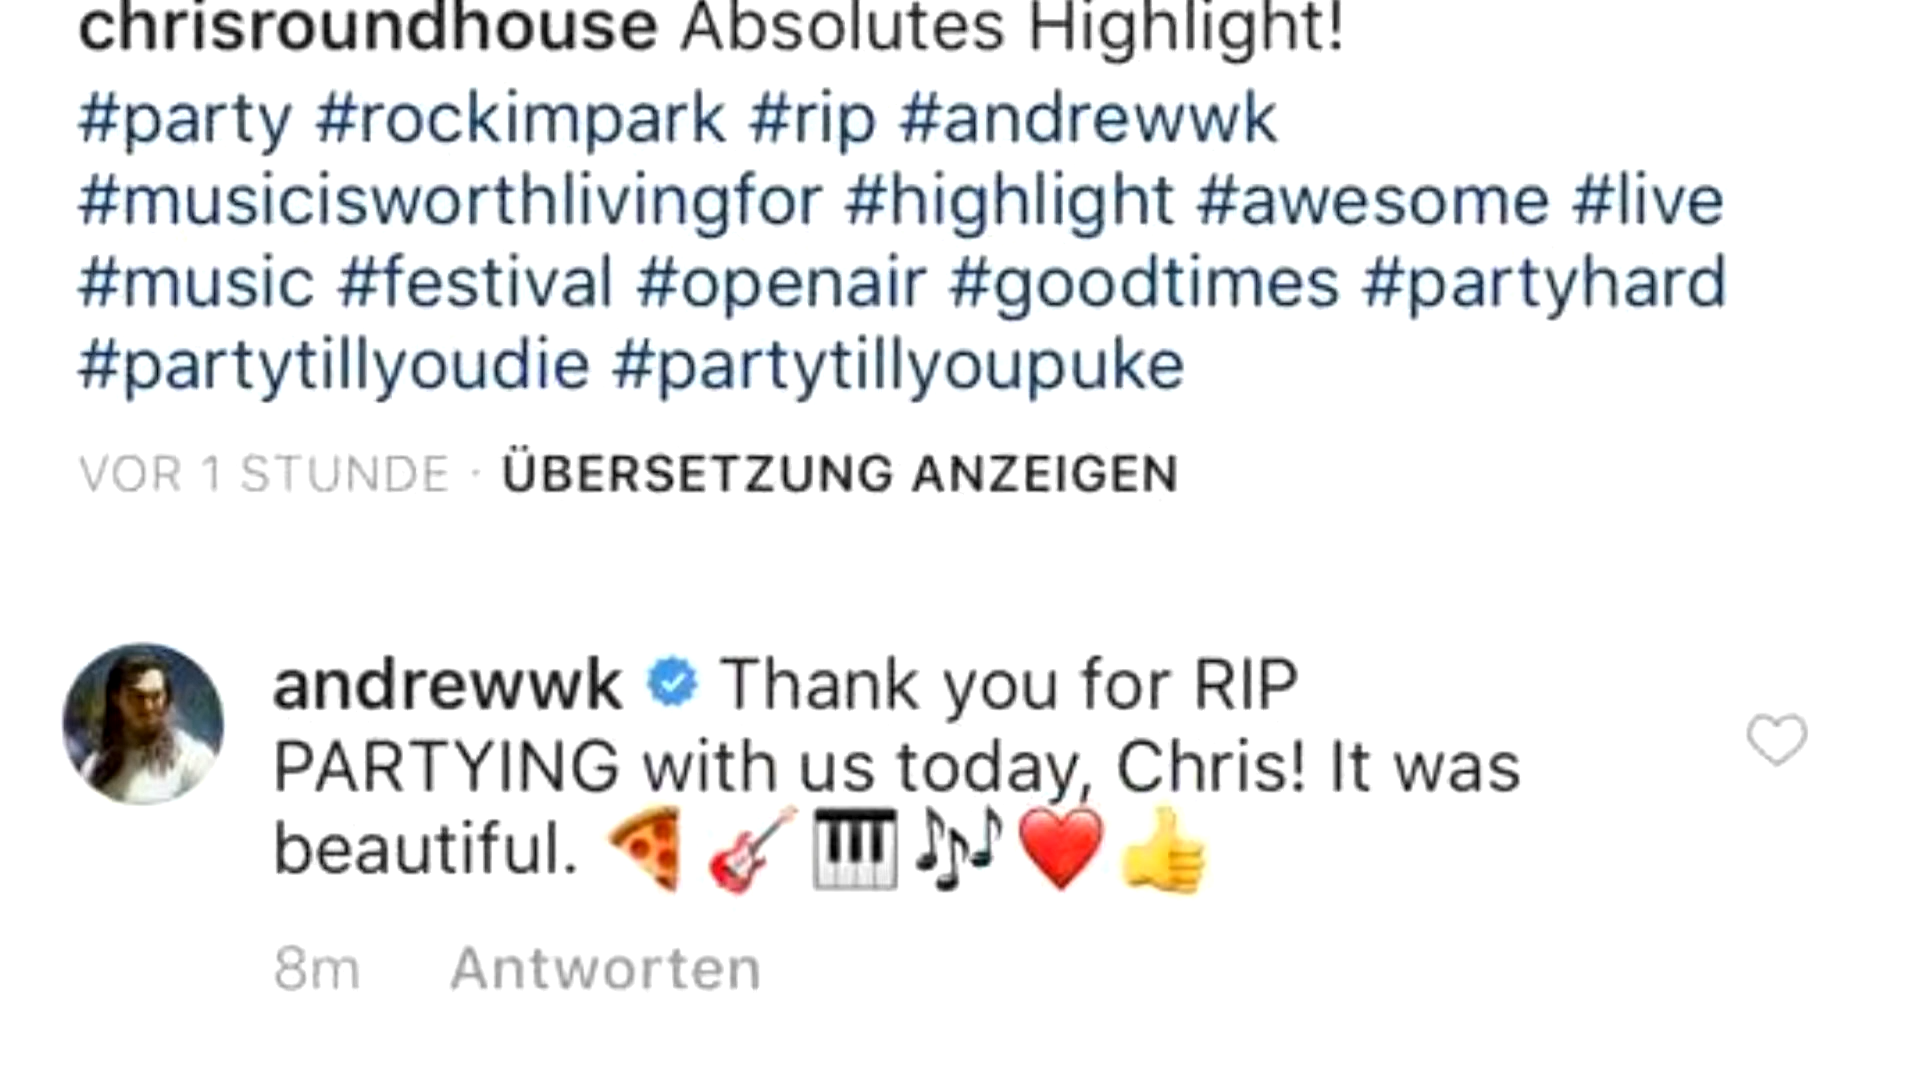 chrisroundhouse Absolutes Highlight!
#party #rockimpark #rip #andrewwk
#musicisworthlivingfor #highlight #awesome #live
#music #festival #openair #goodtimes #partyhard
#partytillyoudie #partytillyoupuke
VOR 1 STUNDE · ÜBERSETZUNG ANZEIGEN
andrewwk Thank you for RIP
PARTYING with us today, Chris! It was
beautiful. 🍕🎸🎹🎶❤️👍
8m Antworten